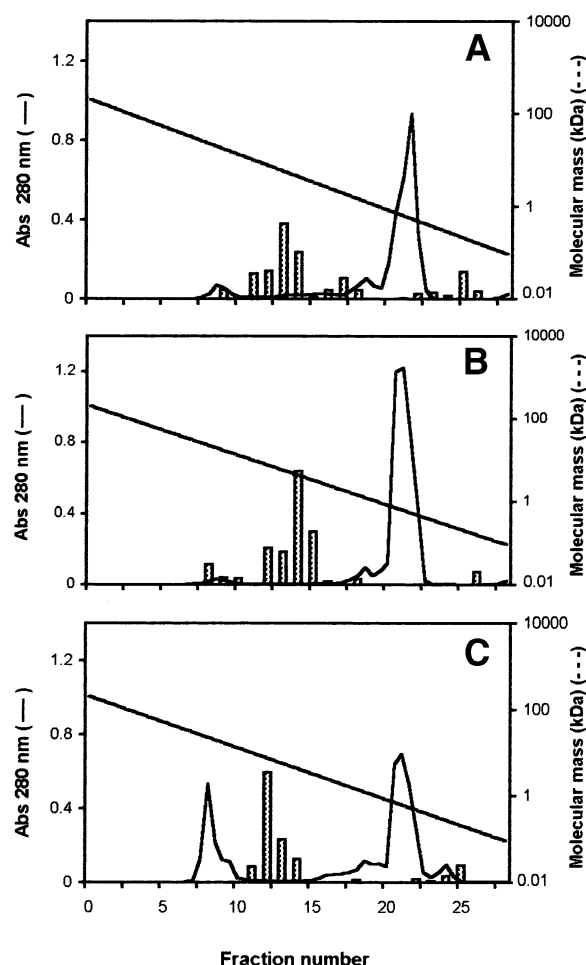 A
Abs 280 nm ( — )
1.2
0.8
0.4
0
10000
100
1
0.01
Molecular mass (kDa) (- - -)
B
Abs 280 nm ( — )
1.2
0.8
0.4
0
10000
100
1
0.01
Molecular mass (kDa) (- - -)
C
Abs 280 nm ( — )
1.2
0.8
0.4
0
10000
100
1
0.01
Molecular mass (kDa) (- - -)
0 5 10 15 20 25
Fraction number